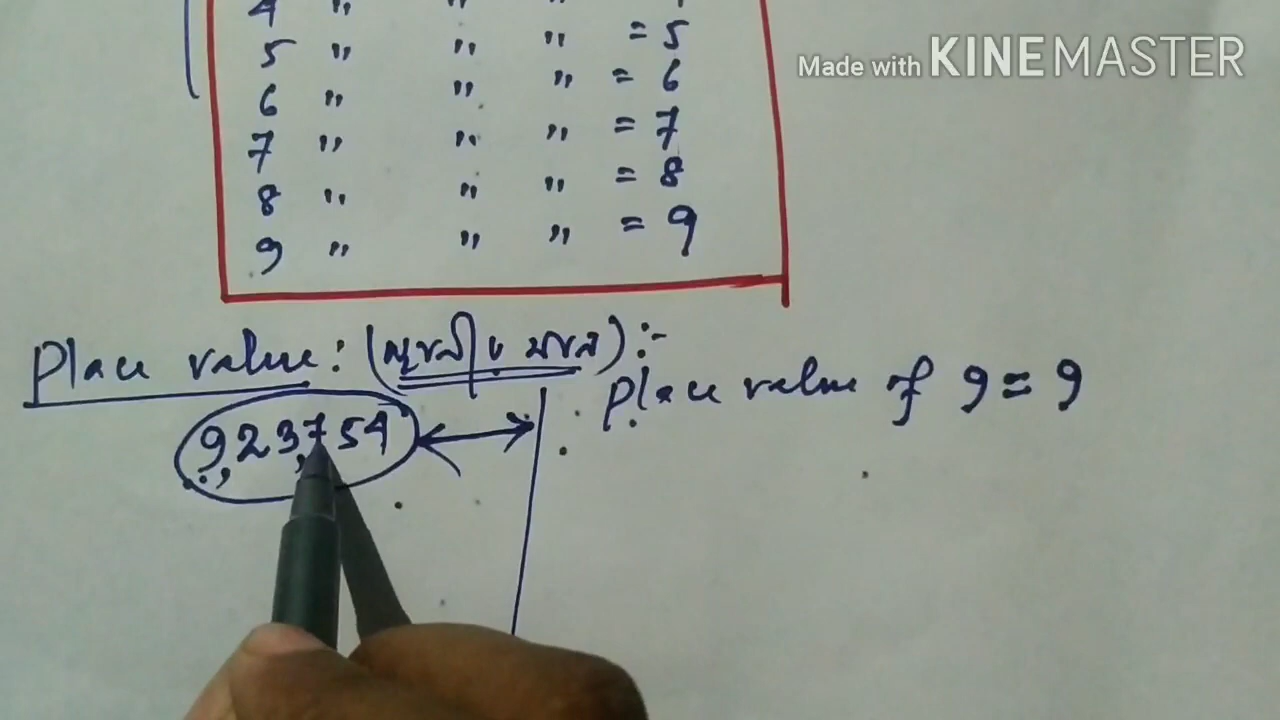 4 " " "
5 " " " = 5
Made with KINEMASTER
6 " " " = 6
7 " " " = 7
8 " " " = 8
9 " " " = 9
Place value: ( ) :-
Place value of 9 = 9
9,23,754